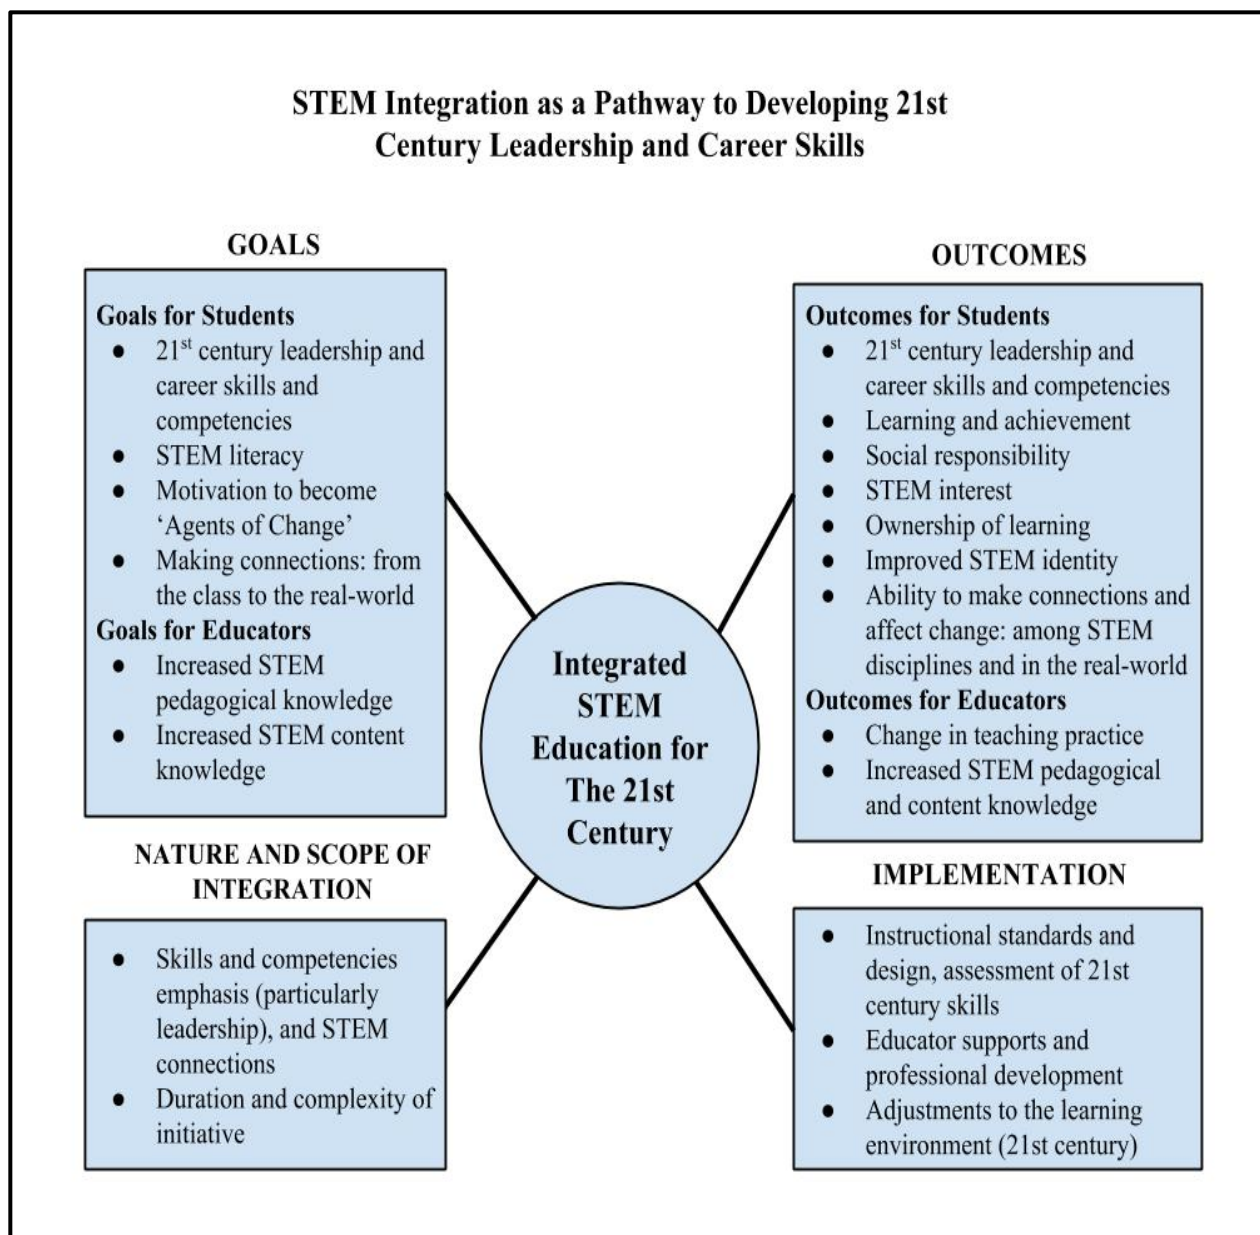 STEM Integration as a Pathway to Developing 21st
Century Leadership and Career Skills
GOALS
Goals for Students
● 21st century leadership and
career skills and
competencies
● STEM literacy
● Motivation to become
‘Agents of Change’
● Making connections: from
the class to the real-world
Goals for Educators
● Increased STEM
pedagogical knowledge
● Increased STEM content
knowledge
OUTCOMES
Outcomes for Students
● 21st century leadership and
career skills and competencies
● Learning and achievement
● Social responsibility
● STEM interest
● Ownership of learning
● Improved STEM identity
● Ability to make connections and
affect change: among STEM
disciplines and in the real-world
Outcomes for Educators
● Change in teaching practice
● Increased STEM pedagogical
and content knowledge
Integrated
STEM
Education for
The 21st
Century
NATURE AND SCOPE OF
INTEGRATION
● Skills and competencies
emphasis (particularly
leadership), and STEM
connections
● Duration and complexity of
initiative
IMPLEMENTATION
● Instructional standards and
design, assessment of 21st
century skills
● Educator supports and
professional development
● Adjustments to the learning
environment (21st century)